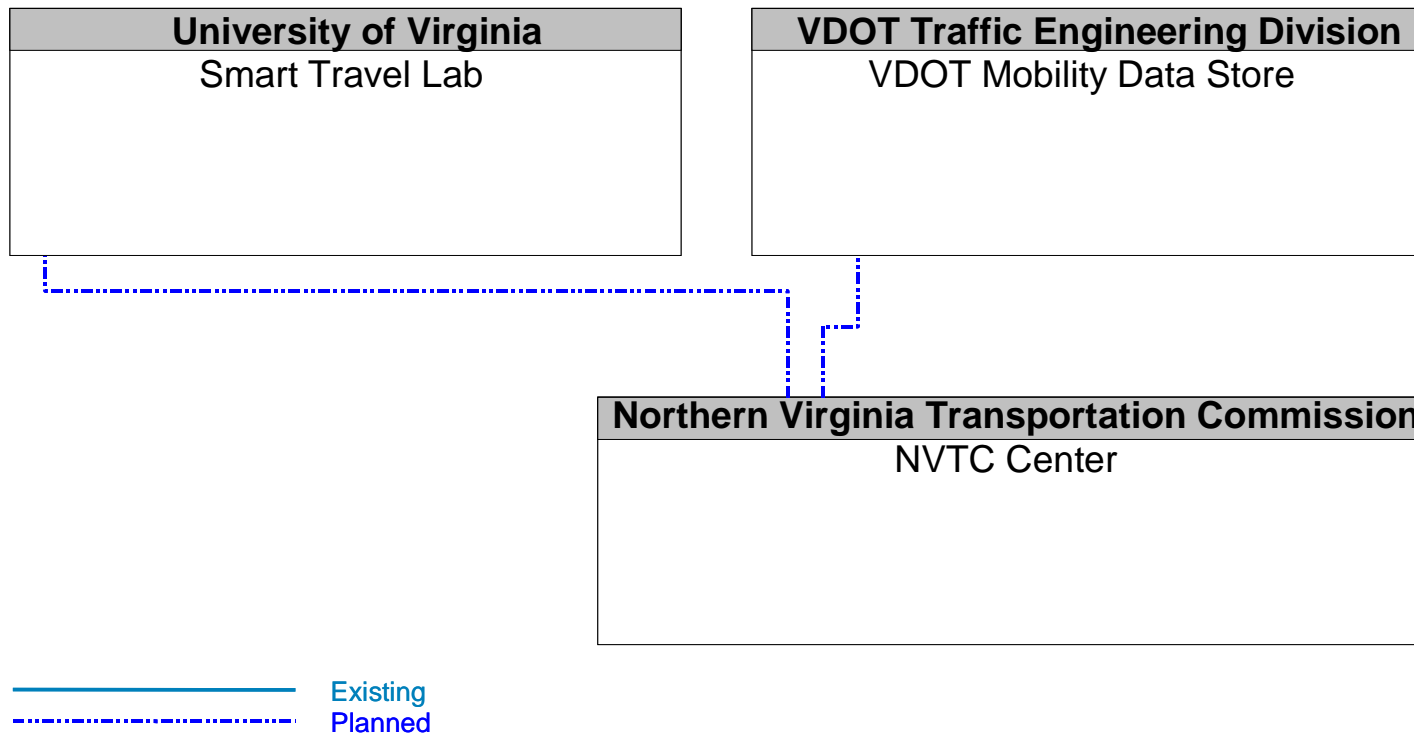 University of Virginia
Smart Travel Lab
VDOT Traffic Engineering Division
VDOT Mobility Data Store
Northern Virginia Transportation Commission
NVTC Center
Existing
Planned